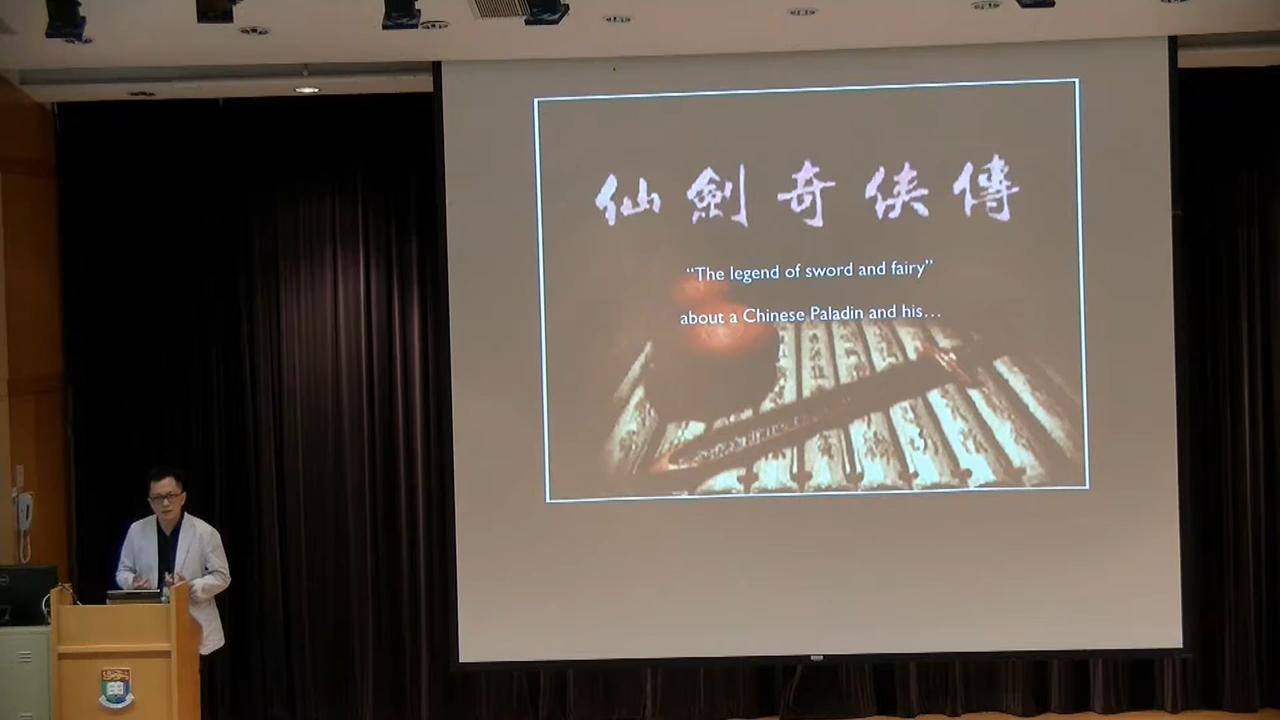 仙劍奇俠傳
“The legend of sword and fairy”
about a Chinese Paladin and his…